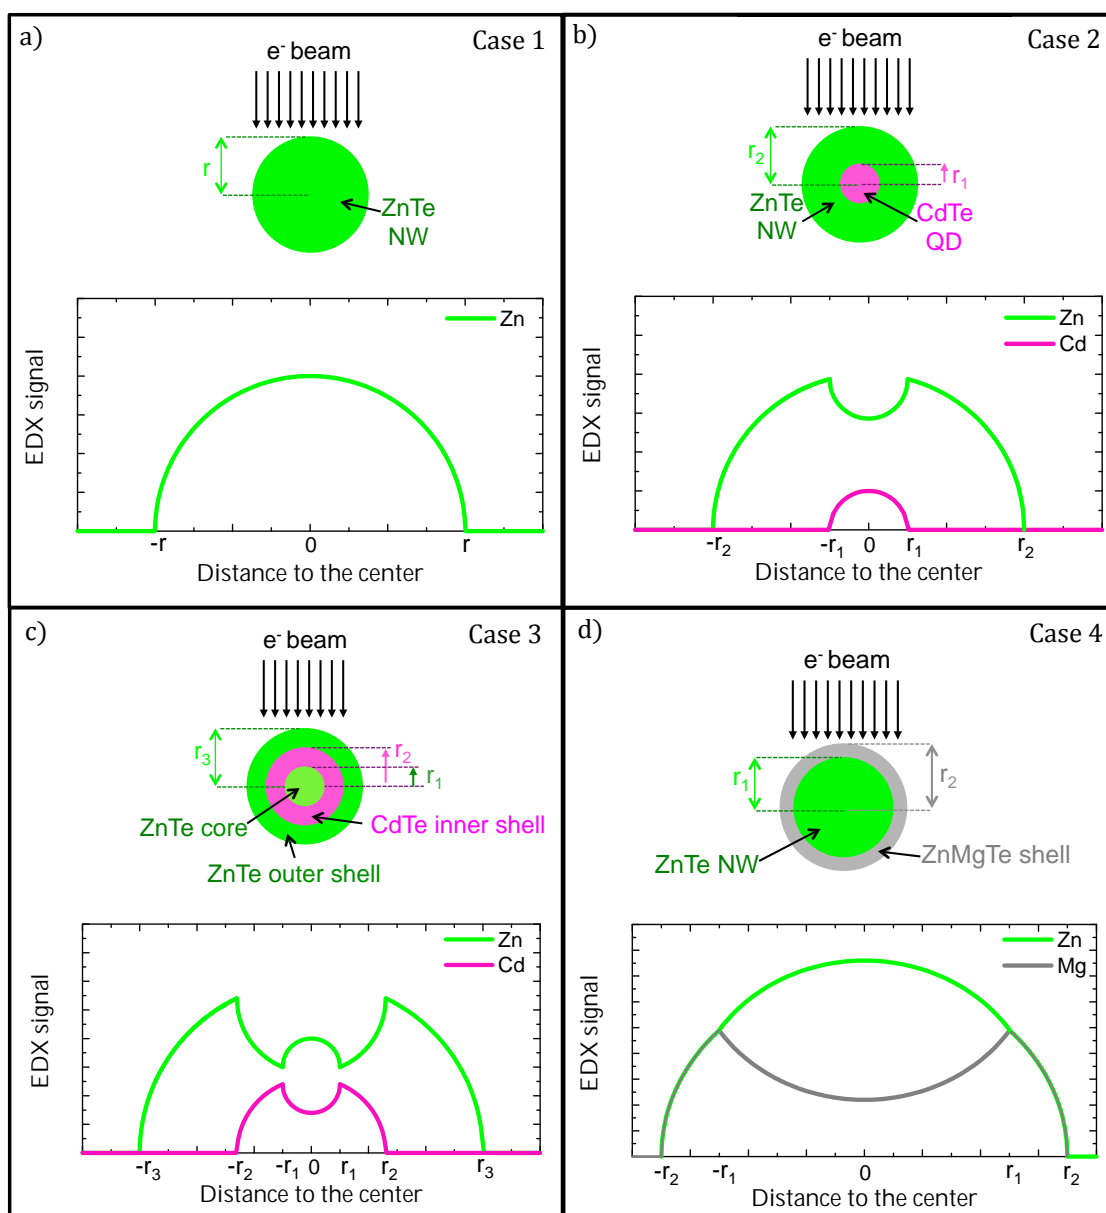 a)
Case 1
e- beam
r
ZnTe
NW
Zn
EDX signal
-r
0
r
Distance to the center
b)
Case 2
e- beam
r2
r1
ZnTe
NW
CdTe
QD
Zn
Cd
EDX signal
-r2
-r1
0
r1
r2
Distance to the center
c)
Case 3
e- beam
r3
r2
r1
ZnTe core
CdTe inner shell
ZnTe outer shell
Zn
Cd
EDX signal
-r3
-r2
-r1
0
r1
r2
r3
Distance to the center
d)
Case 4
e- beam
r1
r2
ZnTe NW
ZnMgTe shell
Zn
Mg
EDX signal
-r2
-r1
0
r1
r2
Distance to the center